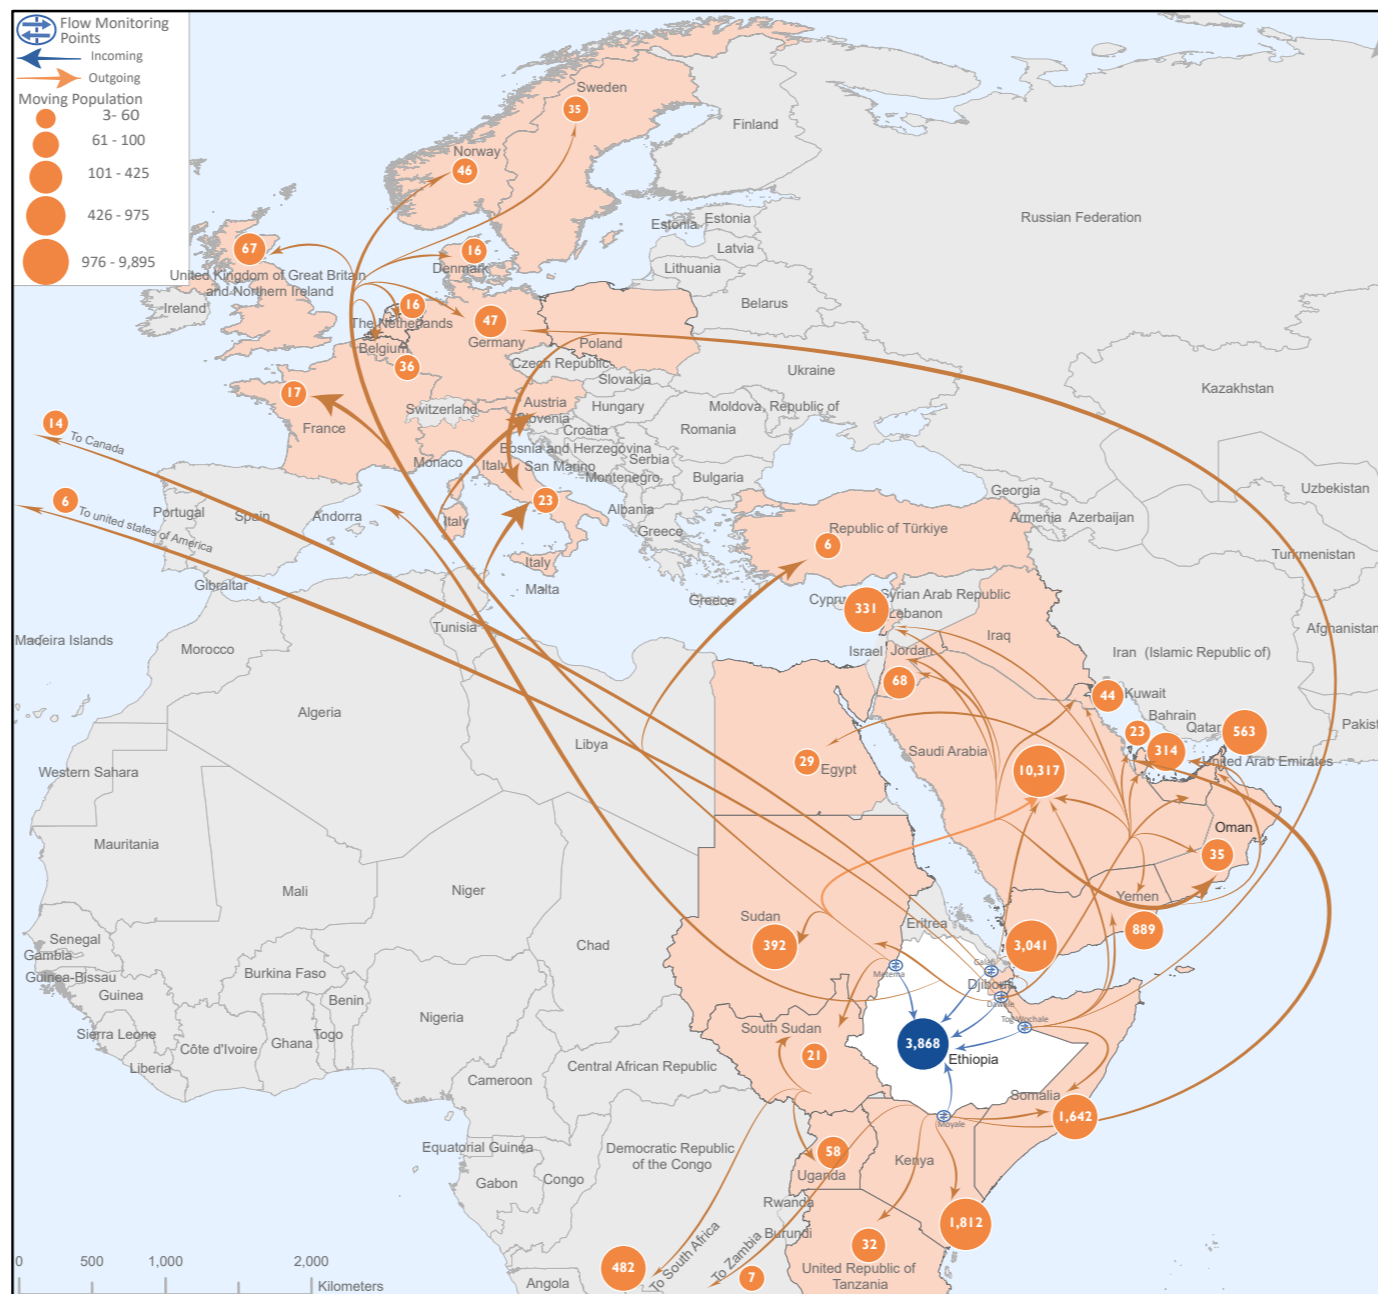 Flow Monitoring
Points
Incoming
Outgoing
Moving Population
3- 60
61 - 100
101 - 425
426 - 975
976 - 9,895
Sweden
35
Finland
Norway
46
Russian Federation
Estonia
Estonia
Latvia
Lithuania
Belarus
67
United Kingdom of Great Britain
and Northern Ireland
Ireland
16
Denmark
16
The Netherlands
47
Germany
Belgium
36
Poland
Czech Republic
Slovakia
Ukraine
Kazakhstan
17
France
Switzerland
Austria
Slovenia
Hungary
Moldova, Republic of
Croatia
Romania
Bosnia and Herzegovina
Serbia
San Marino
Montenegro
Bulgaria
Monaco
Italy
14
To Canada
6
To united states of America
Portugal
Spain
Andorra
Italy
23
Albania
Greece
Georgia
Armenia
Azerbaijan
Uzbekistan
Turkmenistan
Republic of Türkiye
6
Italy
Malta
Gibraltar
Greece
Cyprus
331
Syrian Arab Republic
Lebanon
Tunisia
Madeira Islands
Morocco
Israel
Jordan
Iraq
Iran (Islamic Republic of)
Afghanistan
68
44
Kuwait
Bahrain
23
Qatar
563
314
United Arab Emirates
Pakist
Algeria
Libya
29
Egypt
Saudi Arabia
10,317
Western Sahara
Mauritania
Mali
Niger
Oman
35
Yemen
889
Chad
Sudan
392
Eritrea
3,041
Metema
Galafi
Djibouti
Dawale
Tog Wochale
Senegal
Gambia
Guinea-Bissau
Guinea
Burkina Faso
Benin
Sierra Leone
Liberia
Côte d'Ivoire
Ghana
Togo
Nigeria
Cameroon
Central African Republic
South Sudan
21
3,868
Ethiopia
Somalia
1,642
Moyale
Equatorial Guinea
Gabon
Congo
Democratic Republic
of the Congo
58
Uganda
Kenya
Rwanda
Burundi
1,812
32
United Republic of
Tanzania
Angola
482
To South Africa
To Zambia
7
0
500
1,000
2,000
Kilometers